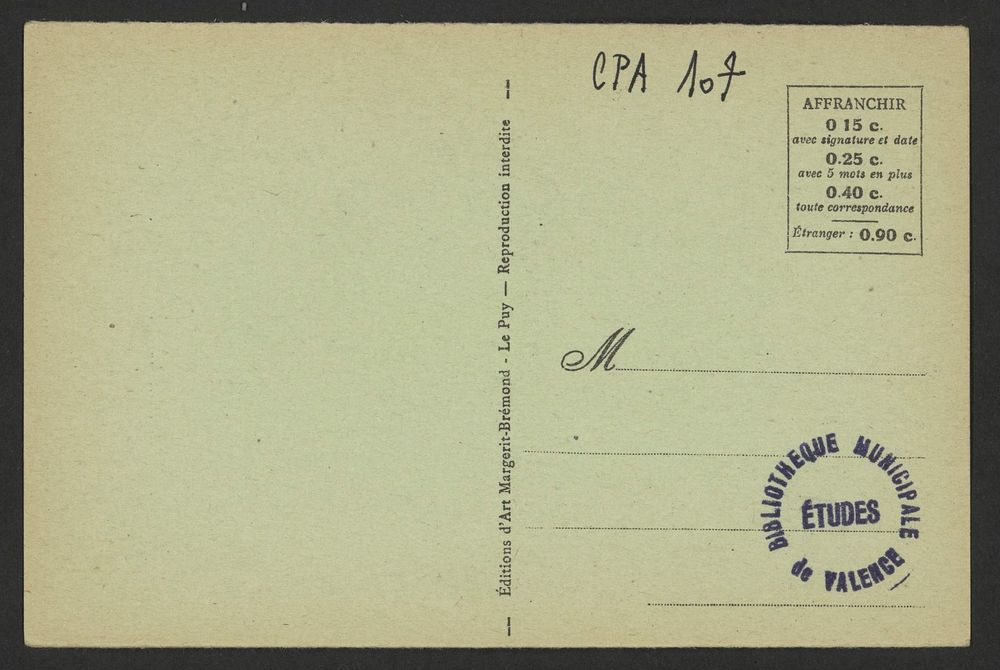 CPA 107
AFFRANCHIR
0 15 c.
avec signature et date
0.25 c.
avec 5 mots en plus
0.40 c.
toute correspondance
Étranger : 0.90 c.
Éditions d'Art Margerit-Brémond - Le Puy — Reproduction interdite
M
BIBLIOTHEQUE MUNICIPALE
ÉTUDES
de VALENCE